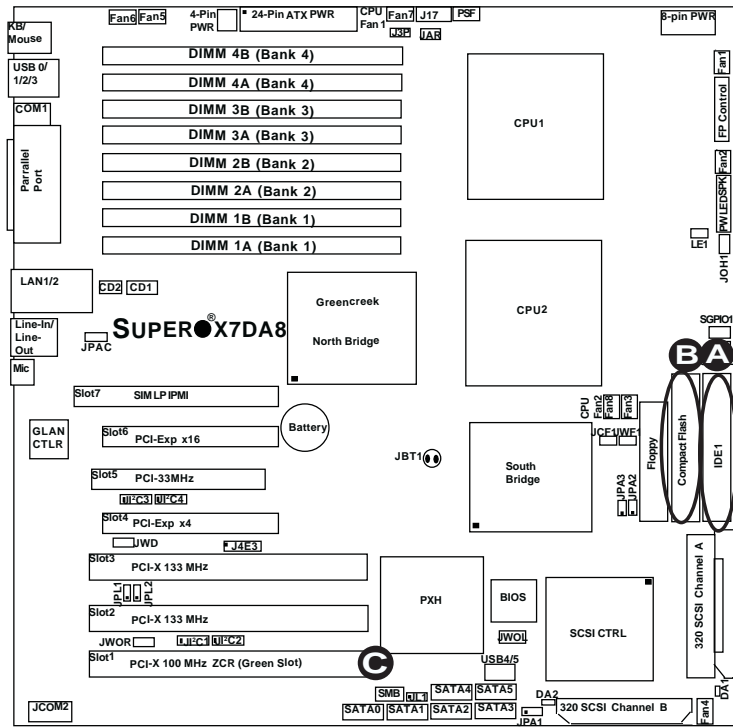 KB/
Mouse
Fan6
Fan5
4-Pin
PWR
24-Pin ATX PWR
CPU
Fan 1
Fan7
J17
PSF
J3P
JAR
8-pin PWR
USB 0/
1/2/3
COM1
Parrallel
Port
DIMM 4B (Bank 4)
DIMM 4A (Bank 4)
DIMM 3B (Bank 3)
DIMM 3A (Bank 3)
DIMM 2B (Bank 2)
DIMM 2A (Bank 2)
DIMM 1B (Bank 1)
DIMM 1A (Bank 1)
CPU1
Fan1
FP Control
Fan2
PWLEDSPK
LE1
JOH1
LAN1/2
CD2
CD1
Greencreek
North Bridge
CPU2
SUPER®X7DA8
Line-In/
Line-
Out
JPAC
Mic
SGPIO1
B
A
Slot7
SIMLP IPMI
GLAN
CTLR
Slot6
PCI-Exp x16
Battery
CPU
Fan2
Fan8
Fan3
JCF1
JWF1
Floppy
Compact Flash
IDE1
JBT1
South
Bridge
JPA3
JPA2
Slot5
PCI-33MHz
JI²C3
JI²C4
Slot4
PCI-Exp x4
JWD
J4E3
Slot3
PCI-X 133 MHz
JPL1
JPL2
Slot2
PCI-X 133 MHz
JWOR
JI²C1
JI²C2
Slot1
PCI-X 100 MHz ZCR (Green Slot)
C
PXH
BIOS
JWOL
USB4/5
SCSI CTRL
320 SCSI Channel A
DA1
JCOM2
SMB
JL1
SATA4
SATA5
SATA0
SATA1
SATA2
SATA3
DA2
JPA1
320 SCSI Channel B
Fan4